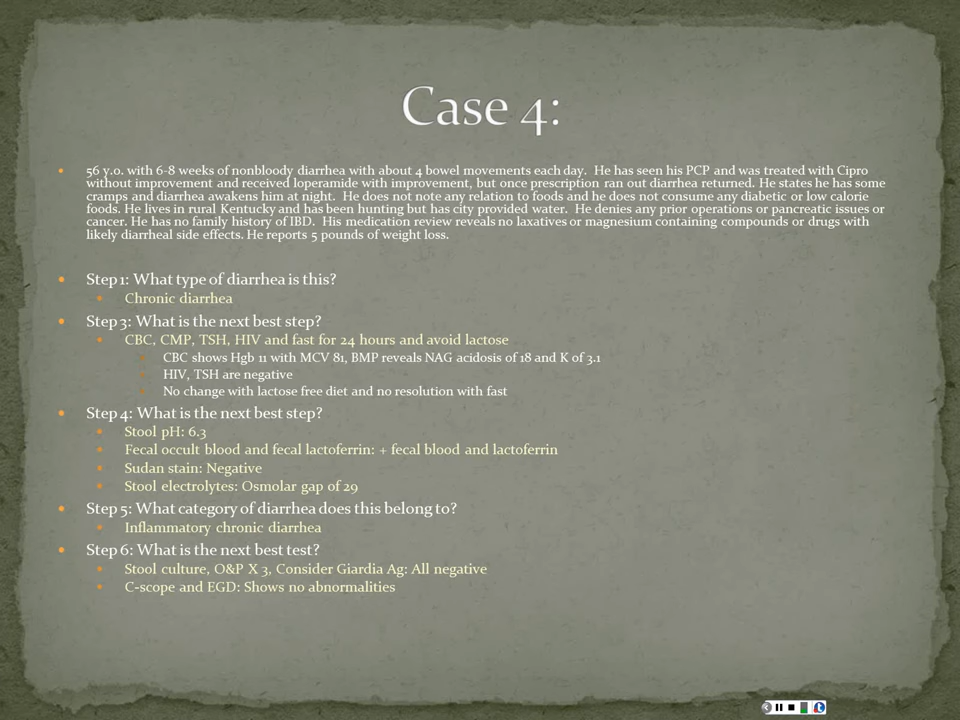 Case 4:
56 y.o. with 6-8 weeks of nonbloody diarrhea with about 4 bowel movements each day. He has seen his PCP and was treated with Cipro
without improvement and received loperamide with improvement, but once prescription ran out diarrhea returned. He states he has some
cramps and diarrhea awakens him at night. He does not note any relation to foods and he does not consume any diabetic or low calorie
foods. He lives in rural Kentucky and has been hunting but has city provided water. He denies any prior operations or pancreatic issues or
cancer. He has no family history of IBD. His medication review reveals no laxatives or magnesium containing compounds or drugs with
likely diarrheal side effects. He reports 5 pounds of weight loss.
Step 1: What type of diarrhea is this?
Chronic diarrhea
Step 3: What is the next best step?
CBC, CMP, TSH, HIV and fast for 24 hours and avoid lactose
CBC shows Hgb 11 with MCV 81, BMP reveals NAG acidosis of 18 and K of 3.1
HIV, TSH are negative
No change with lactose free diet and no resolution with fast
Step 4: What is the next best step?
Stool pH: 6.3
Fecal occult blood and fecal lactoferrin: + fecal blood and lactoferrin
Sudan stain: Negative
Stool electrolytes: Osmolar gap of 29
Step 5: What category of diarrhea does this belong to?
Inflammatory chronic diarrhea
Step 6: What is the next best test?
Stool culture, O&P X 3, Consider Giardia Ag: All negative
C-scope and EGD: Shows no abnormalities